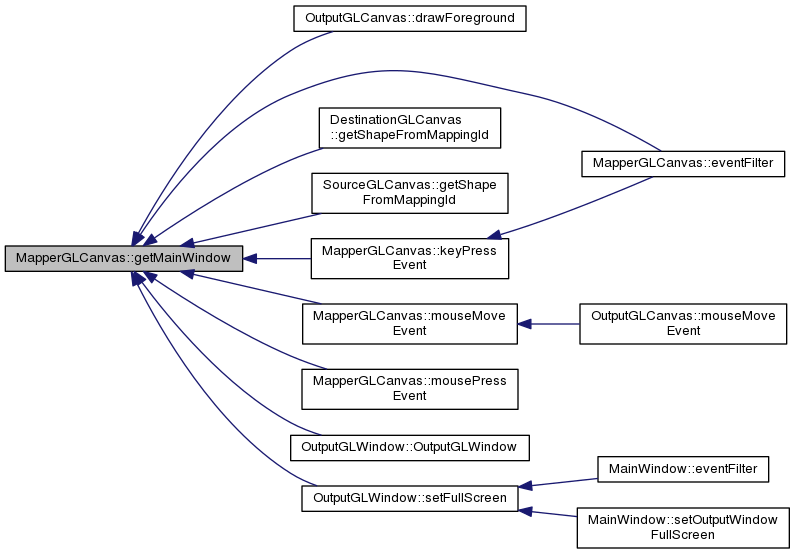 OutputGLCanvas::drawForeground
DestinationGLCanvas
::getShapeFromMappingId
MapperGLCanvas::eventFilter
SourceGLCanvas::getShape
FromMappingId
MapperGLCanvas::getMainWindow
MapperGLCanvas::keyPress
Event
MapperGLCanvas::mouseMove
Event
OutputGLCanvas::mouseMove
Event
MapperGLCanvas::mousePress
Event
OutputGLWindow::OutputGLWindow
MainWindow::eventFilter
OutputGLWindow::setFullScreen
MainWindow::setOutputWindow
FullScreen